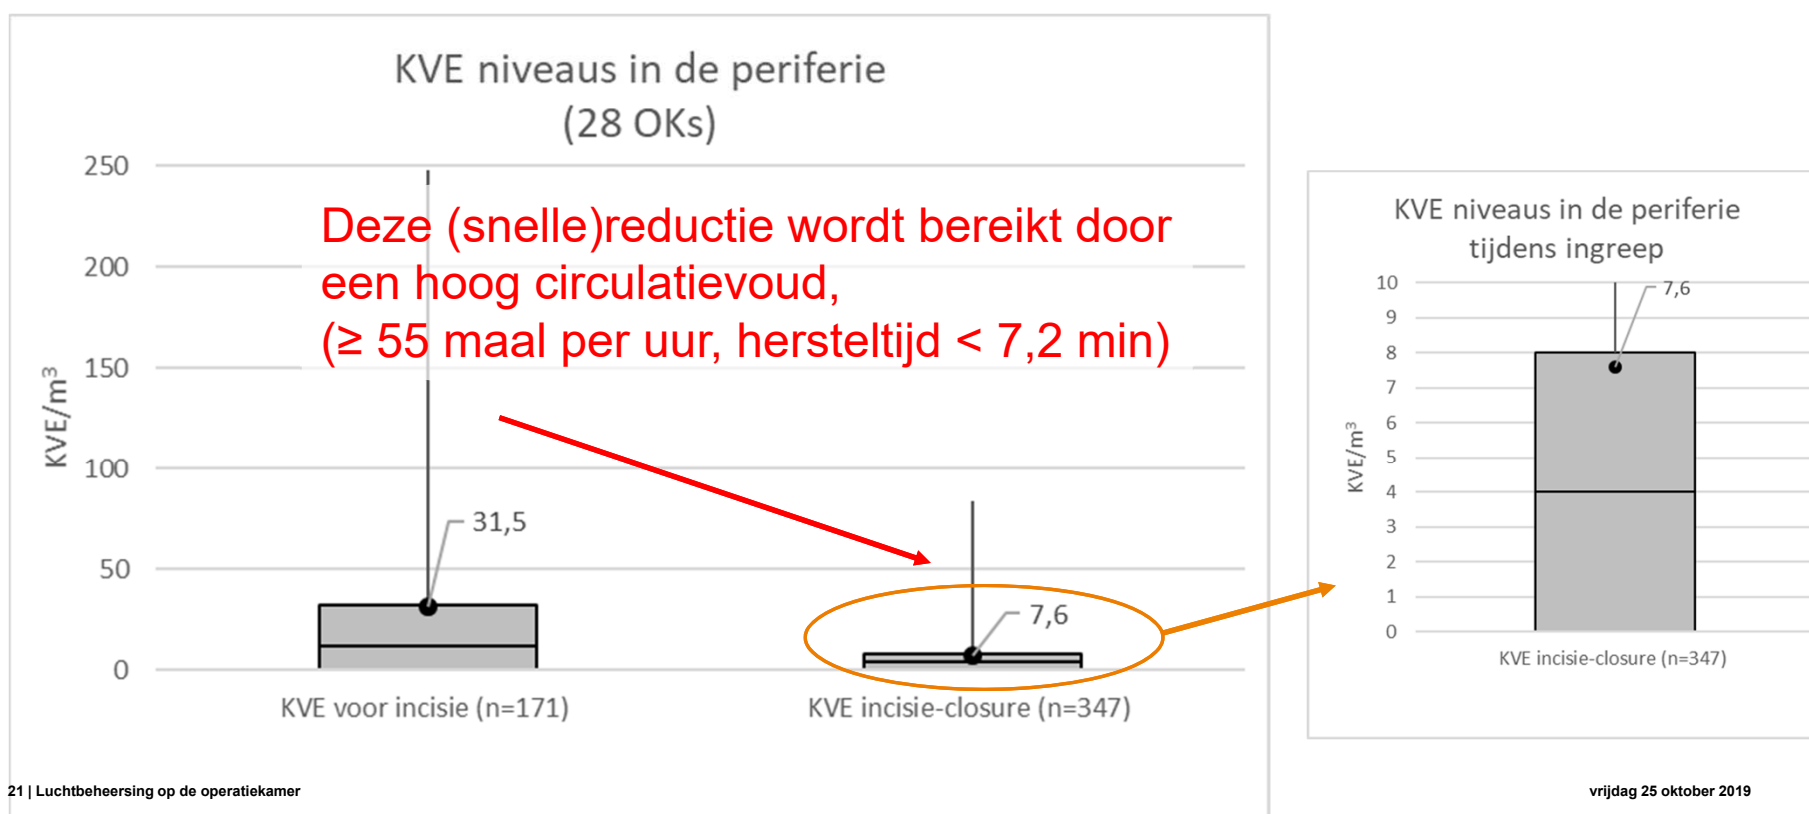 KVE niveaus in de periferie
(28 OKs)
250
200
150
100
50
0
KVE/m³
Deze (snelle)reductie wordt bereikt door
een hoog circulatievoud,
(≥ 55 maal per uur, hersteltijd < 7,2 min)
31,5
7,6
KVE voor incisie (n=171)
KVE incisie-closure (n=347)
KVE niveaus in de periferie
tijdens ingreep
10
9
8
7
6
5
4
3
2
1
0
KVE/m³
7,6
KVE incisie-closure (n=347)
21 | Luchtbeheersing op de operatiekamer
vrijdag 25 oktober 2019